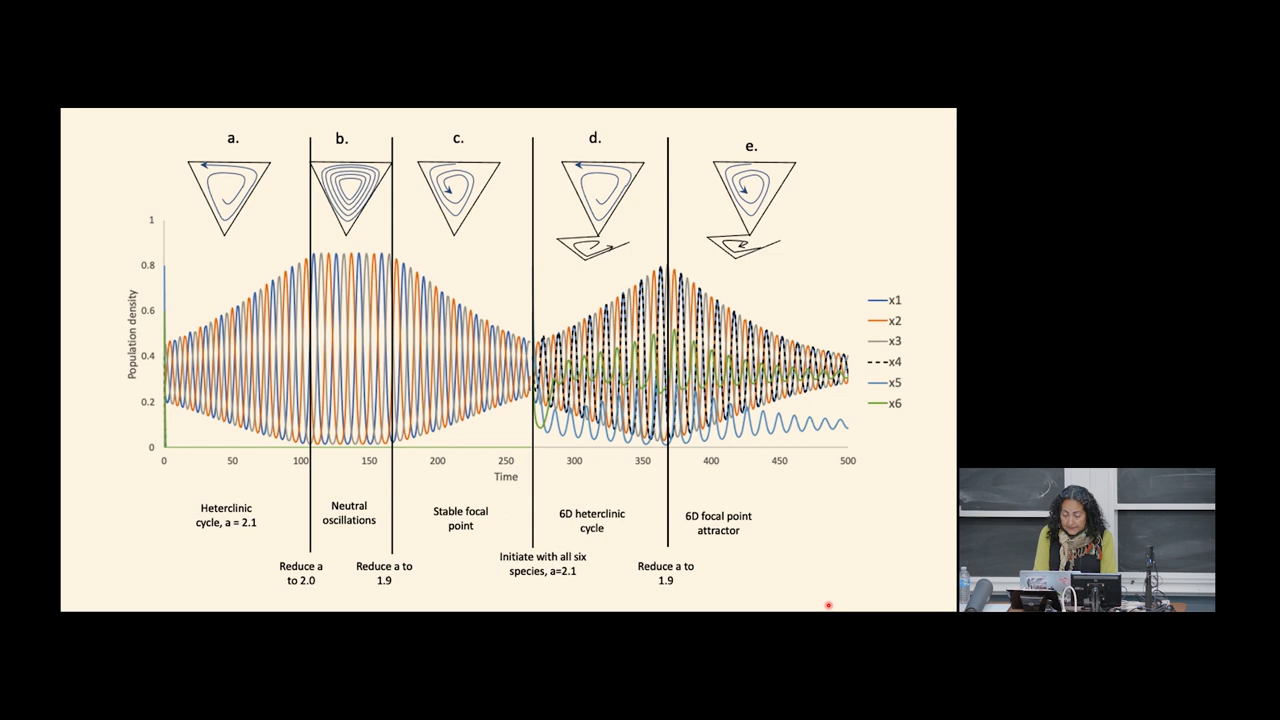 a.
b.
c.
d.
e.
1
0.8
0.6
0.4
0.2
0
Population density
0
50
100
150
200
250
300
350
400
450
500
Time
x1
x2
x3
x4
x5
x6
Heterclinic
cycle, a = 2.1
Neutral
oscillations
Stable focal
point
6D heterclinic
cycle
6D focal point
attractor
Reduce a
to 2.0
Reduce a to
1.9
Initiate with all six
species, a=2.1
Reduce a to
1.9